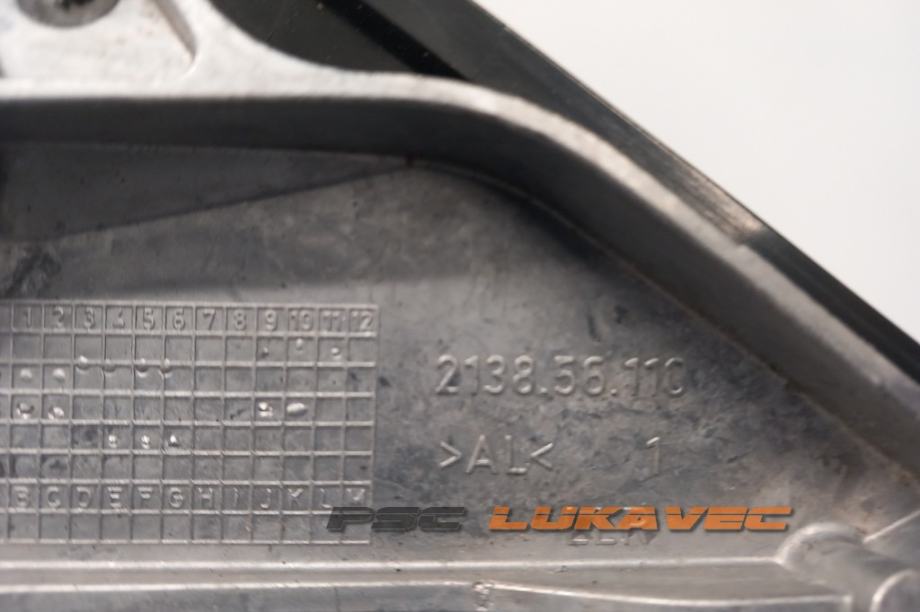 1 2 3 4 5 6 7 8 9 10 11 12
2138.56.110
>AL< 1
B C D E F G H I J K L M
PSC LUKAVEC